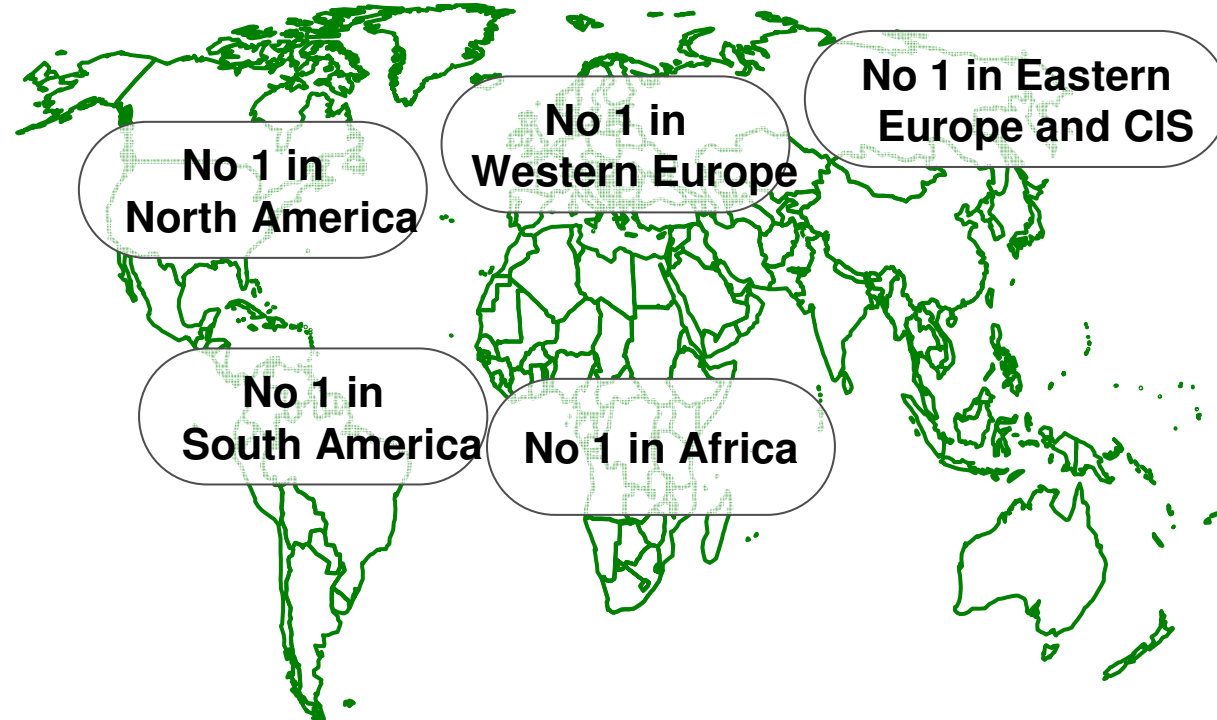 No 1 in Eastern
Europe and CIS
No 1 in
Western Europe
No 1 in
North America
No 1 in
South America
No 1 in Africa